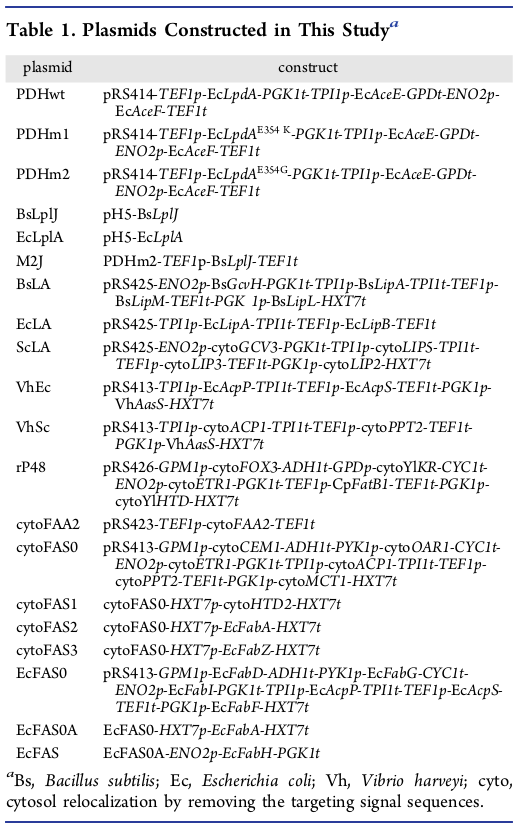 Table 1. Plasmids Constructed in This Study^a
plasmid construct
PDHwt pRS414-TEF1p-EcLpdA-PGK1t-TPI1p-EcAceE-GPDt-ENO2p-
EcAceF-TEF1t
PDHm1 pRS414-TEF1p-EcLpdA^E354 K-PGK1t-TPI1p-EcAceE-GPDt-
ENO2p-EcAceF-TEF1t
PDHm2 pRS414-TEF1p-EcLpdA^E354G-PGK1t-TPI1p-EcAceE-GPDt-
ENO2p-EcAceF-TEF1t
BsLplJ pH5-BsLplJ
EcLplA pH5-EcLplA
M2J PDHm2-TEF1p-BsLplJ-TEF1t
BsLA pRS425-ENO2p-BsGcvH-PGK1t-TPI1p-BsLipA-TPI1t-TEF1p-
BsLipM-TEF1t-PGK 1p-BsLipL-HXT7t
EcLA pRS425-TPI1p-EcLipA-TPI1t-TEF1p-EcLipB-TEF1t
ScLA pRS425-ENO2p-cytoGCV3-PGK1t-TPI1p-cytoLIP5-TPI1t-
TEF1p-cytoLIP3-TEF1t-PGK1p-cytoLIP2-HXT7t
VhEc pRS413-TPI1p-EcAcpP-TPI1t-TEF1p-EcAcpS-TEF1t-PGK1p-
VhAasS-HXT7t
VhSc pRS413-TPI1p-cytoACP1-TPI1t-TEF1p-cytoPPT2-TEF1t-
PGK1p-VhAasS-HXT7t
rP48 pRS426-GPM1p-cytoFOX3-ADH1t-GPDp-cytoYlKR-CYC1t-
ENO2p-cytoETR1-PGK1t-TEF1p-CpFatB1-TEF1t-PGK1p-
cytoYlHTD-HXT7t
cytoFAA2 pRS423-TEF1p-cytoFAA2-TEF1t
cytoFAS0 pRS413-GPM1p-cytoCEM1-ADH1t-PYK1p-cytoOAR1-CYC1t-
ENO2p-cytoETR1-PGK1t-TPI1p-cytoACP1-TPI1t-TEF1p-
cytoPPT2-TEF1t-PGK1p-cytoMCT1-HXT7t
cytoFAS1 cytoFAS0-HXT7p-cytoHTD2-HXT7t
cytoFAS2 cytoFAS0-HXT7p-EcFabA-HXT7t
cytoFAS3 cytoFAS0-HXT7p-EcFabZ-HXT7t
EcFAS0 pRS413-GPM1p-EcFabD-ADH1t-PYK1p-EcFabG-CYC1t-
ENO2p-EcFabI-PGK1t-TPI1p-EcAcpP-TPI1t-TEF1p-EcAcpS-
TEF1t-PGK1p-EcFabF-HXT7t
EcFAS0A EcFAS0-HXT7p-EcFabA-HXT7t
EcFAS EcFAS0A-ENO2p-EcFabH-PGK1t
^aBs, Bacillus subtilis; Ec, Escherichia coli; Vh, Vibrio harveyi; cyto,
cytosol relocalization by removing the targeting signal sequences.